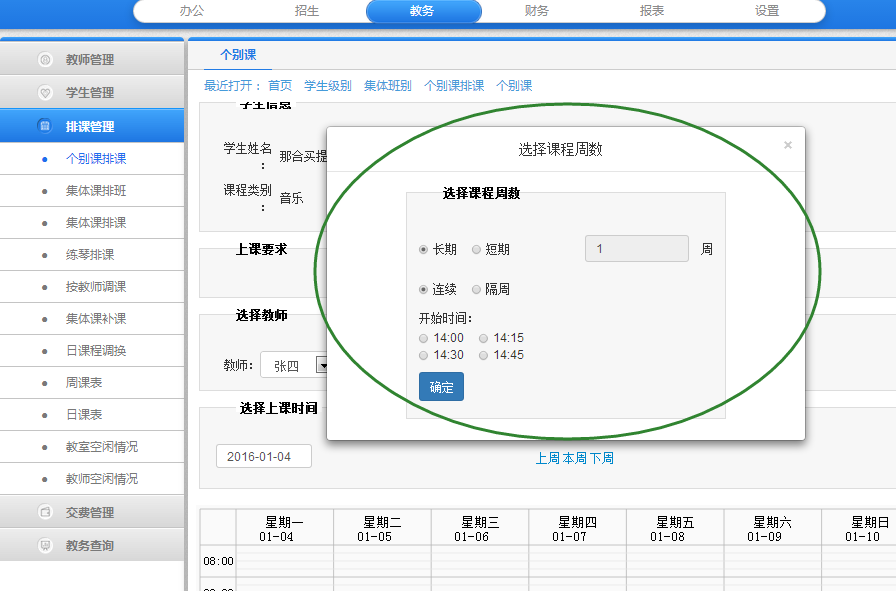 办公 招生 教务 财务 报表 设置
教师管理
学生管理
排课管理
个别课排课
集体课排班
集体课排课
练琴排课
按教师调课
集体课补课
日课程调换
周课表
日课表
教室空闲情况
教师空闲情况
交费管理
教务查询
个别课
最近打开： 首页 学生级别 集体班别 个别课排课 个别课
学生信息
学生姓名： 那合买提
课程类别： 音乐
上课要求
选择教师
教师: 张四
选择上课时间
2016-01-04
上周 本周 下周
选择课程周数 ×
选择课程周数
长期 短期 1 周
连续 隔周
开始时间:
14:00 14:15
14:30 14:45
确定
星期一 星期二 星期三 星期四 星期五 星期六 星期日
01-04 01-05 01-06 01-07 01-08 01-09 01-10
08:00